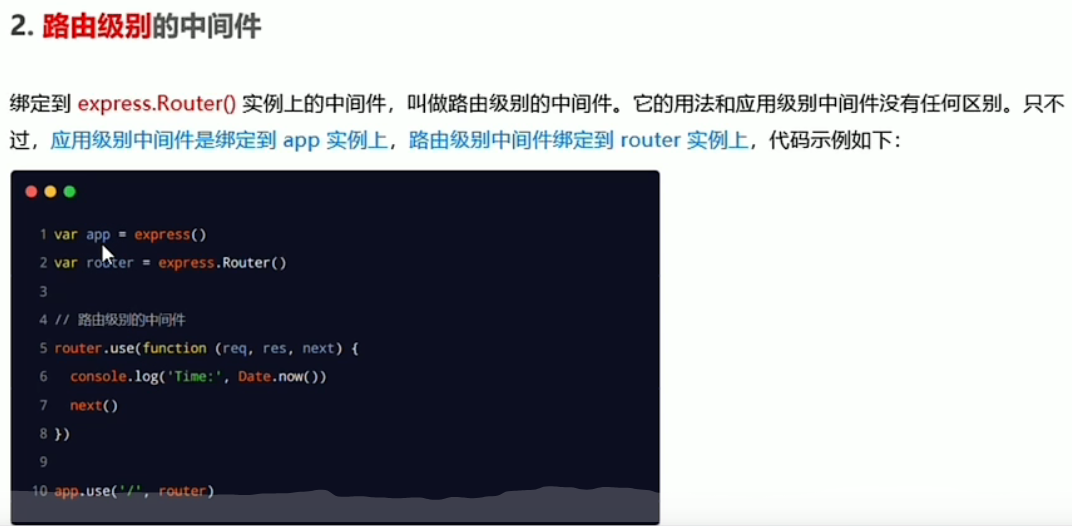 2. 路由级别的中间件
绑定到 express.Router() 实例上的中间件，叫做路由级别的中间件。它的用法和应用级别中间件没有任何区别。只不
过，应用级别中间件是绑定到 app 实例上，路由级别中间件绑定到 router 实例上，代码示例如下：
1 var app = express()
2 var router = express.Router()
3
4 // 路由级别的中间件
5 router.use(function (req, res, next) {
6   console.log('Time:', Date.now())
7   next()
8 })
9
10 app.use('/', router)